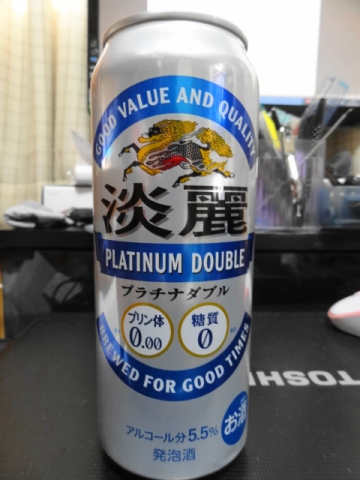 GOOD VALUE AND QUALITY
淡麗
PLATINUM DOUBLE
プラチナダブル
プリン体
0.00
糖質
0
BREWED FOR GOOD TIMES
アルコール分5.5%
発泡酒
お酒
TOSHI